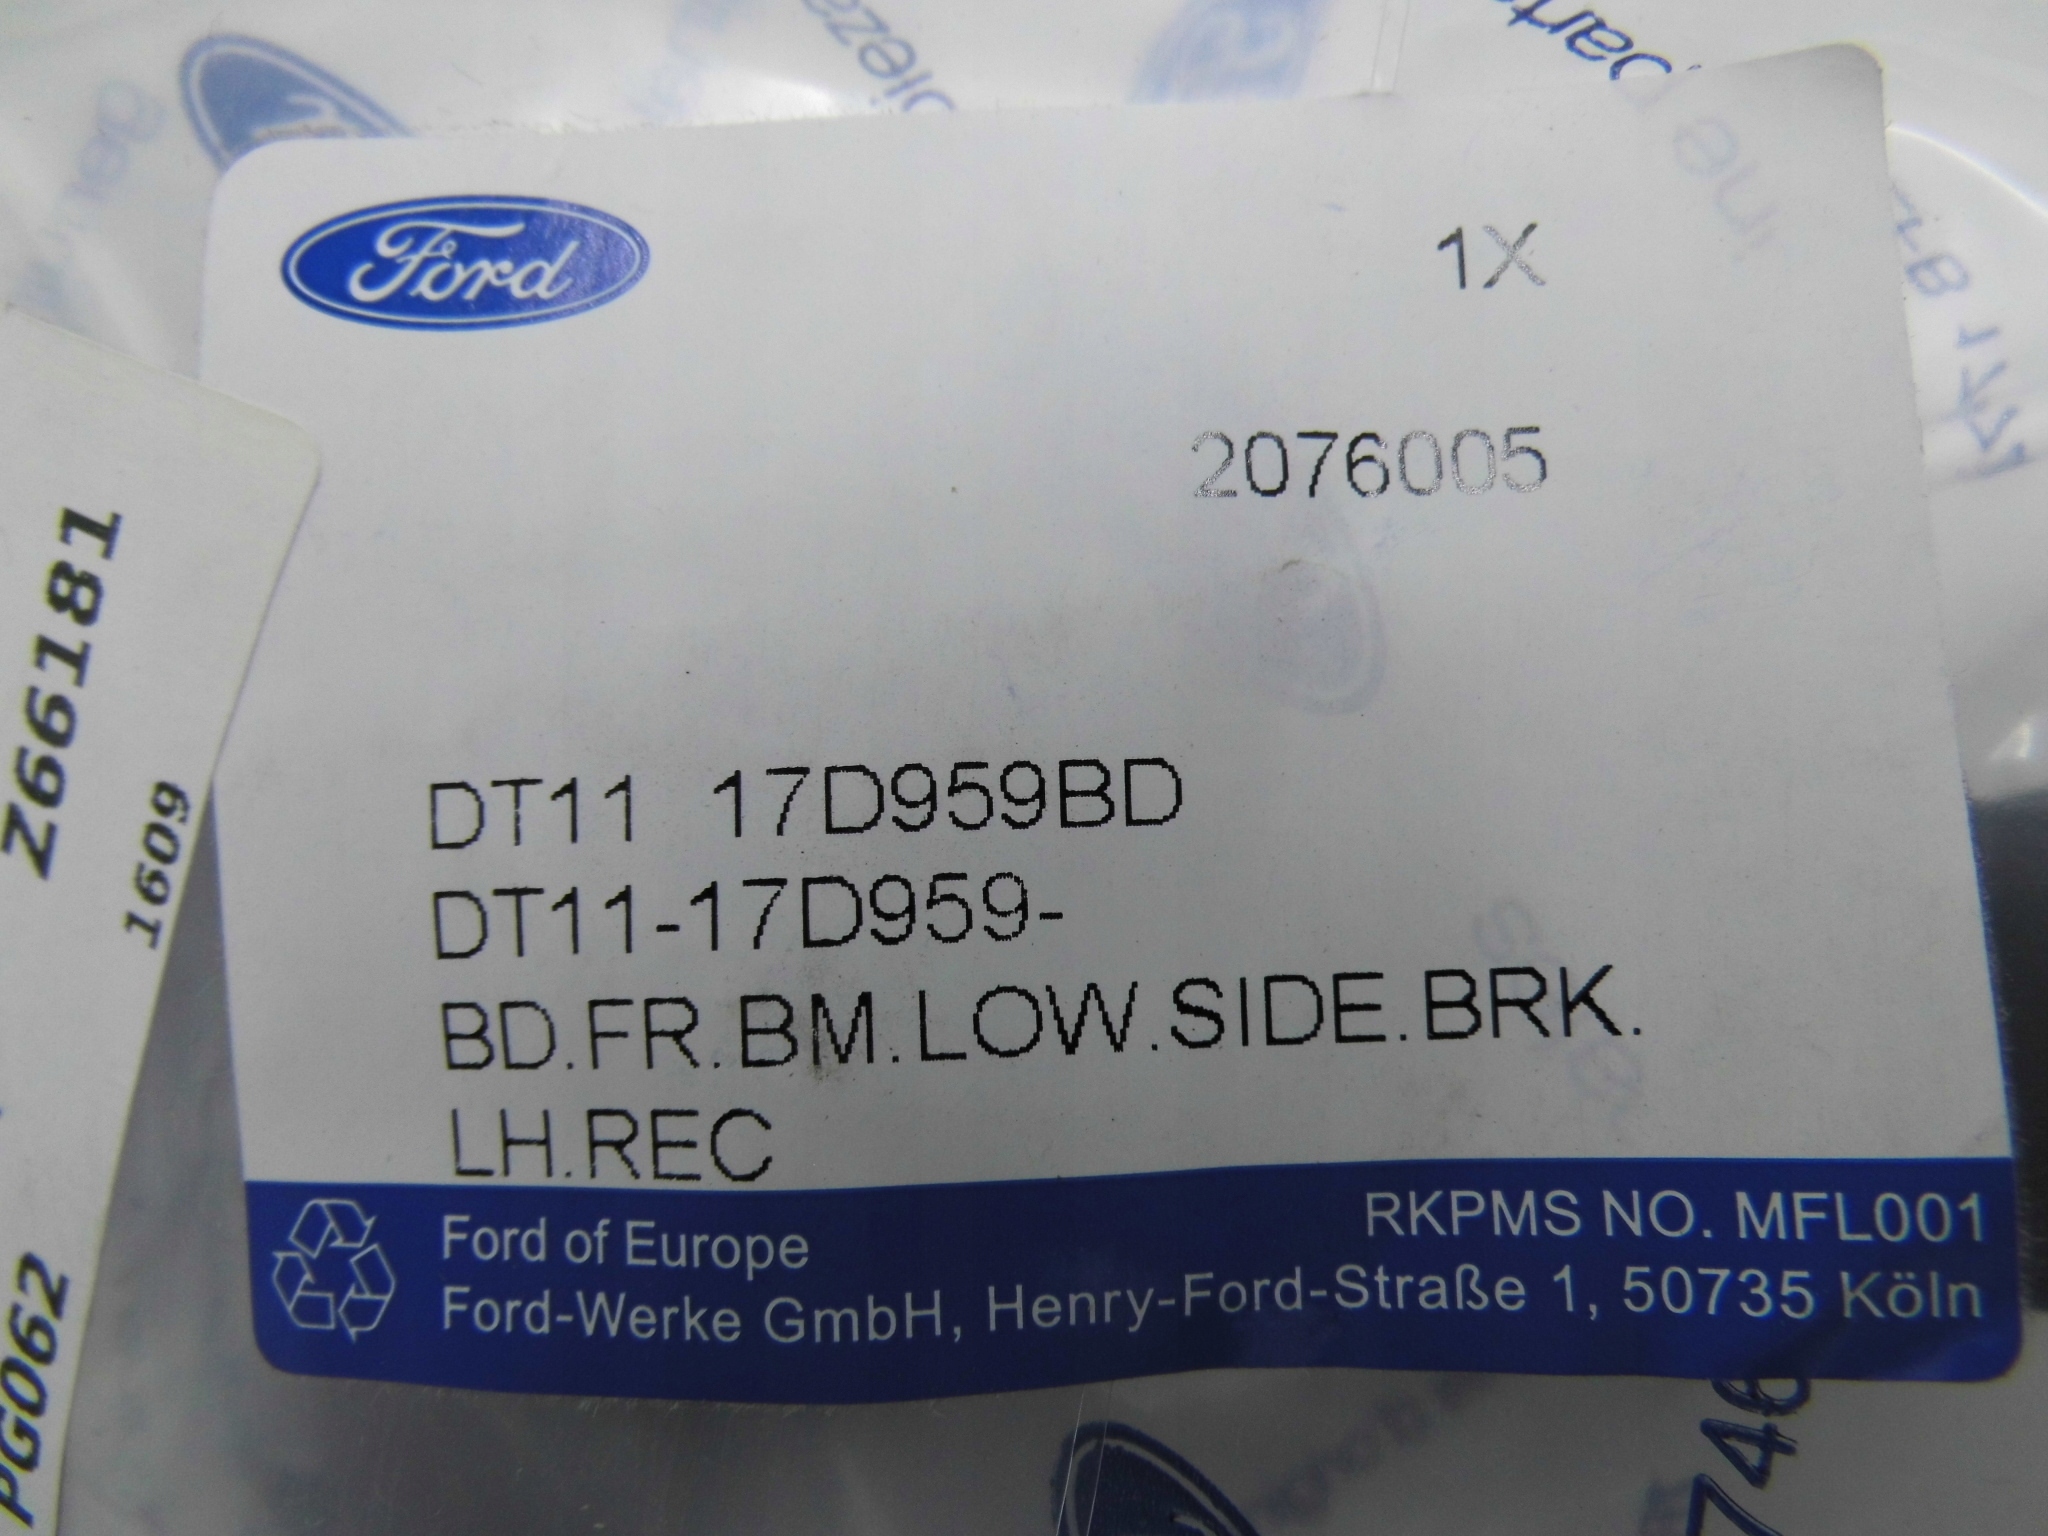 Ford
1X
2076005
DT11 17D959BD
DT11-17D959-
BD.FR.BM.LOW.SIDE.BRK.
LH.REC
Ford of Europe
RKPMS NO. MFL001
Ford-Werke GmbH, Henry-Ford-Straße 1, 50735 Köln
Z66181
1609
PG062